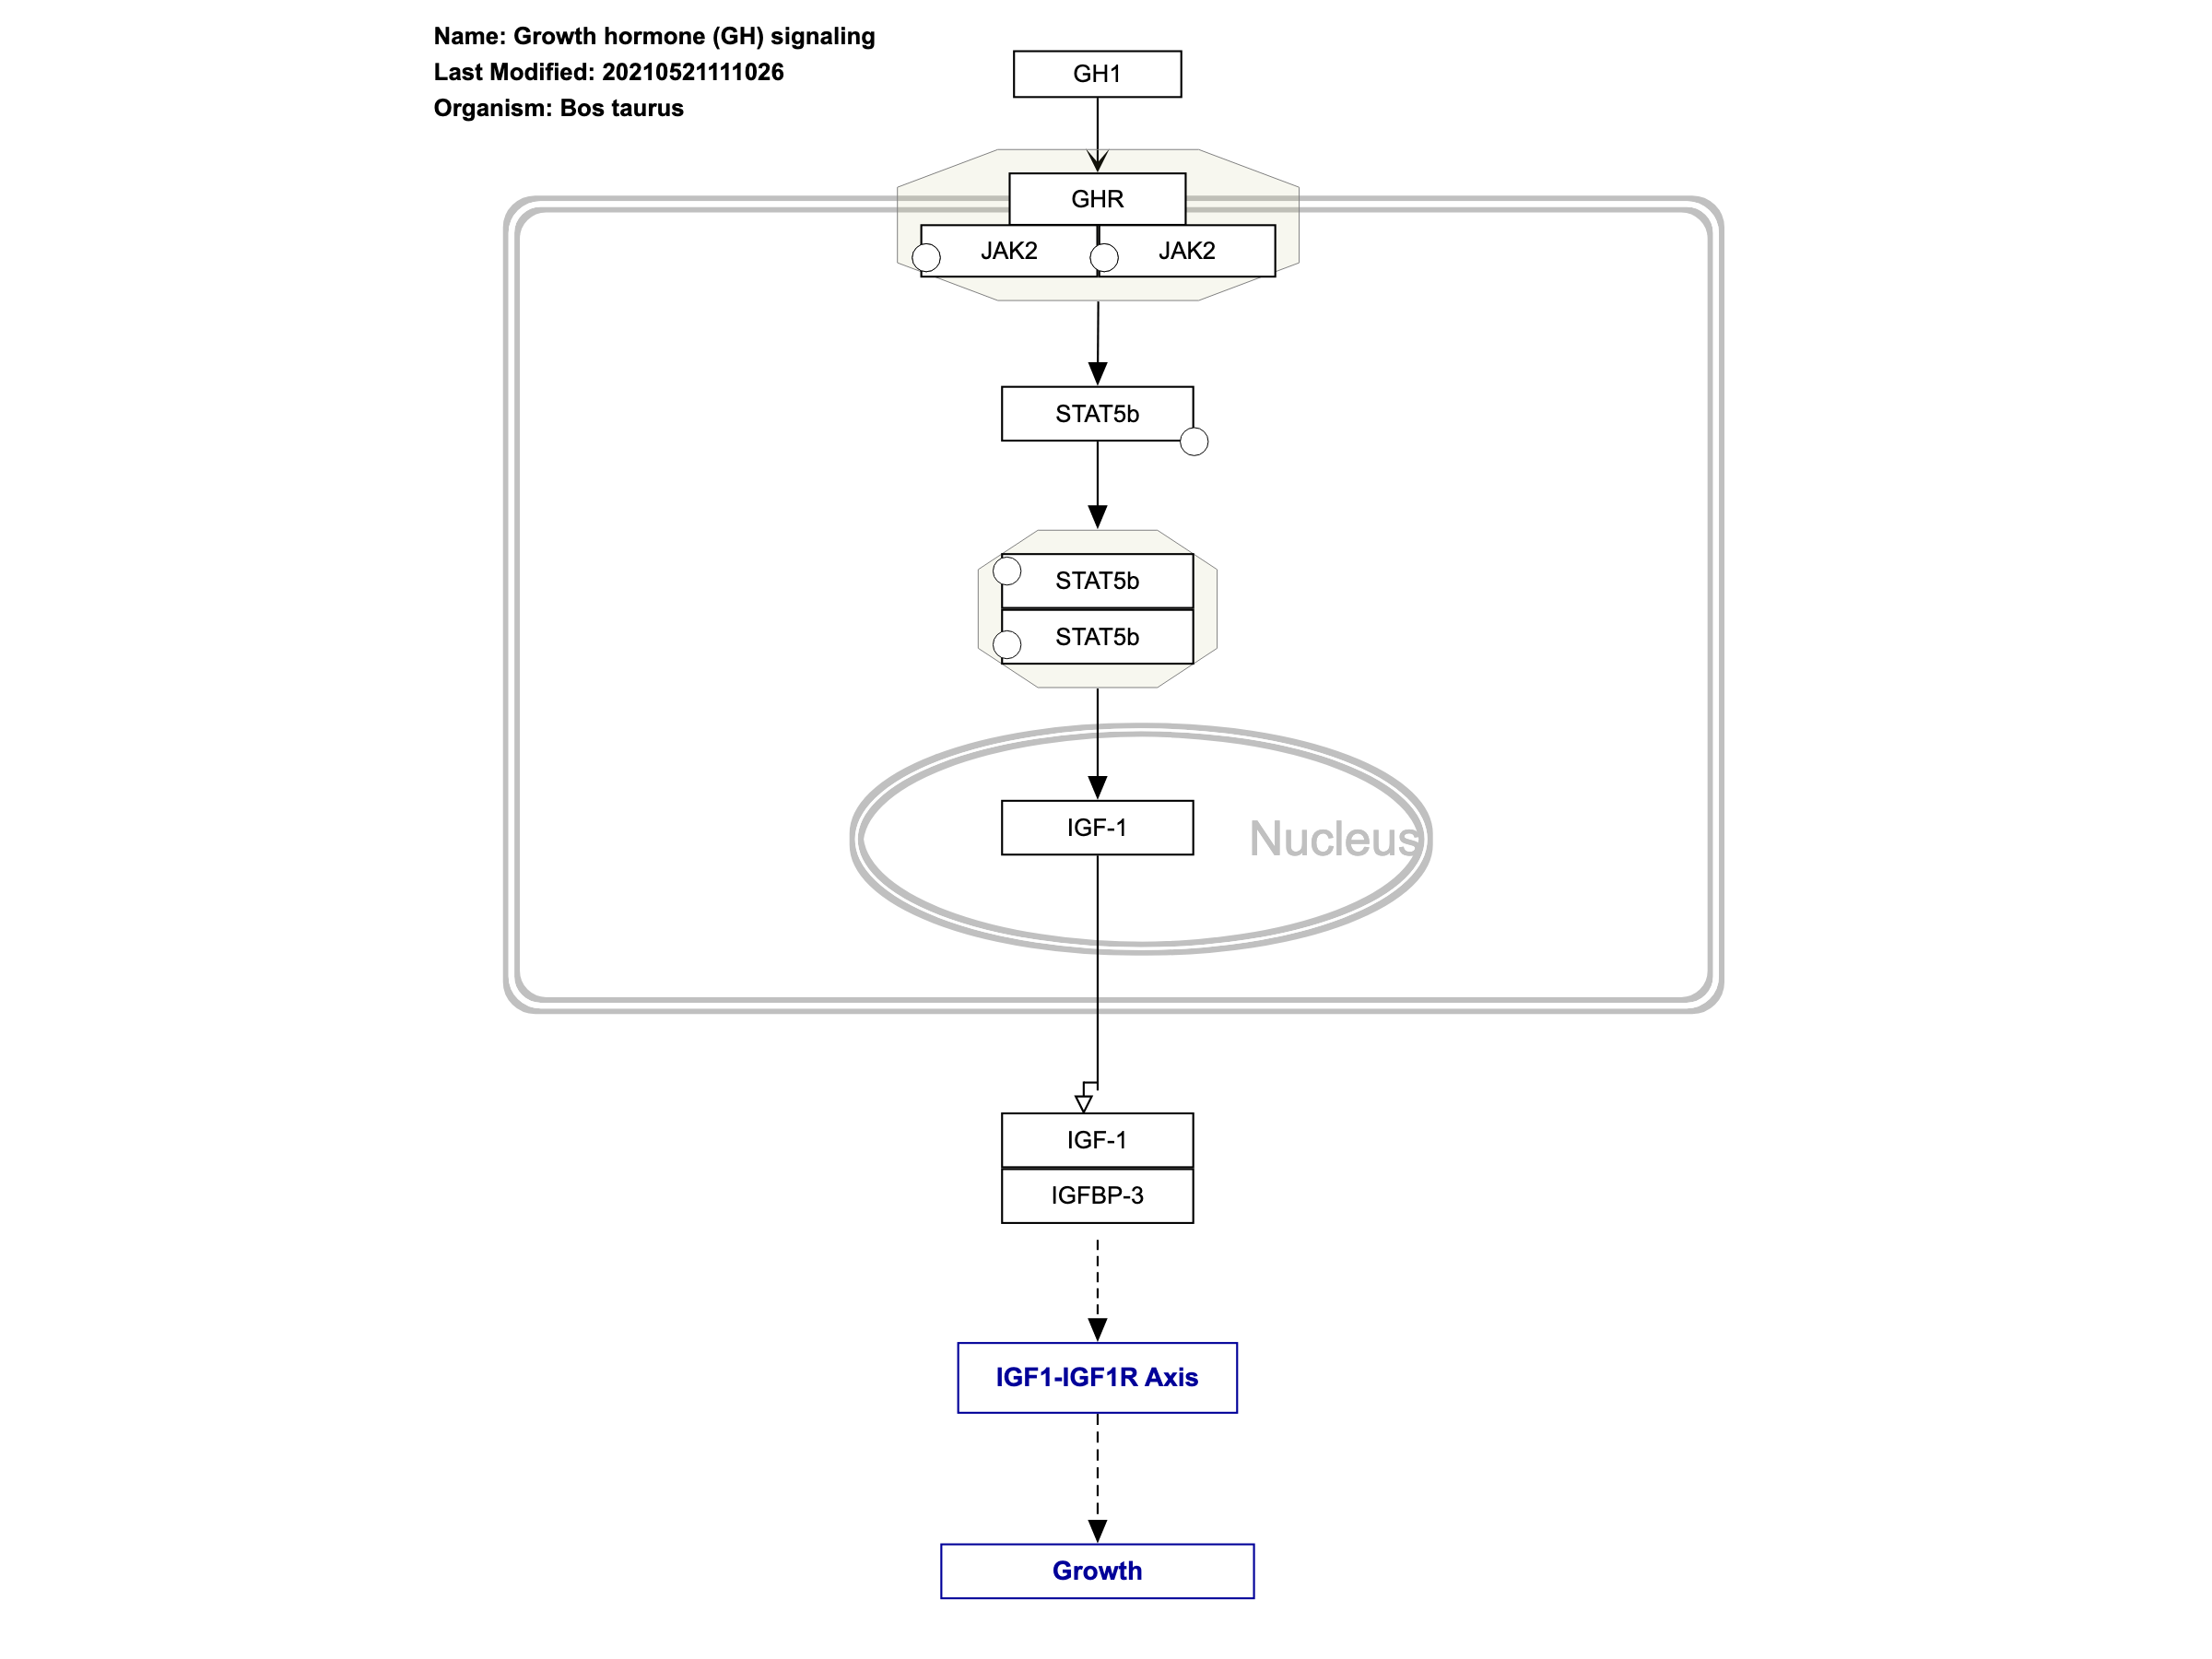 Name: Growth hormone (GH) signaling
Last Modified: 20210521111026
Organism: Bos taurus
GH1
GHR
JAK2 JAK2
STAT5b
STAT5b
STAT5b
IGF-1
Nucleus
IGF-1
IGFBP-3
IGF1-IGF1R Axis
Growth